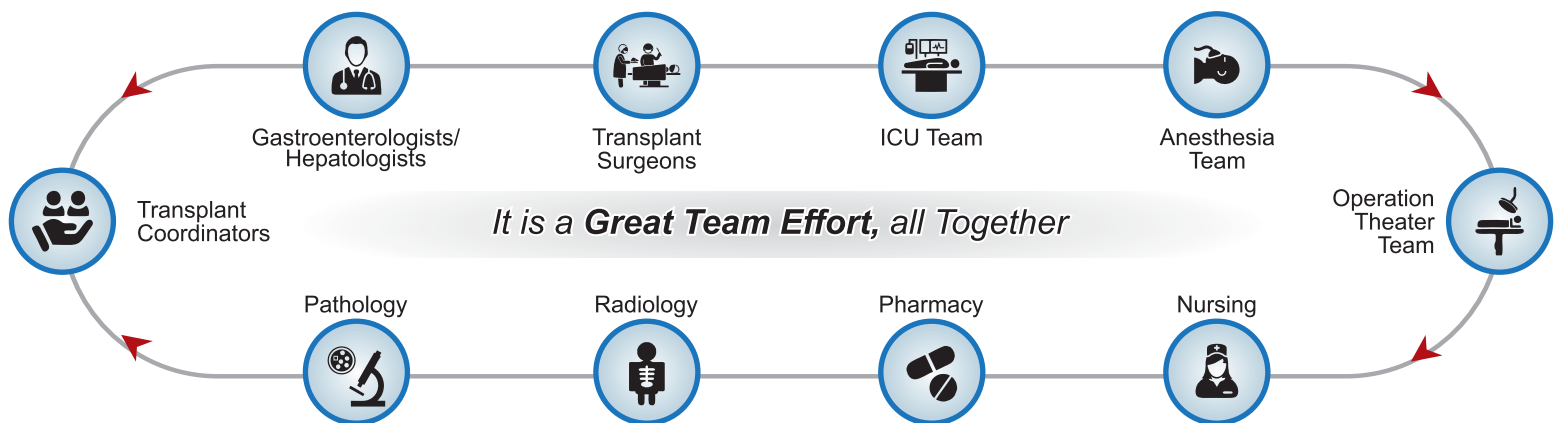 Gastroenterologists/
Hepatologists
Transplant
Surgeons
ICU Team
Anesthesia
Team
Transplant
Coordinators
It is a Great Team Effort, all Together
Operation
Theater
Team
Pathology
Radiology
Pharmacy
Nursing